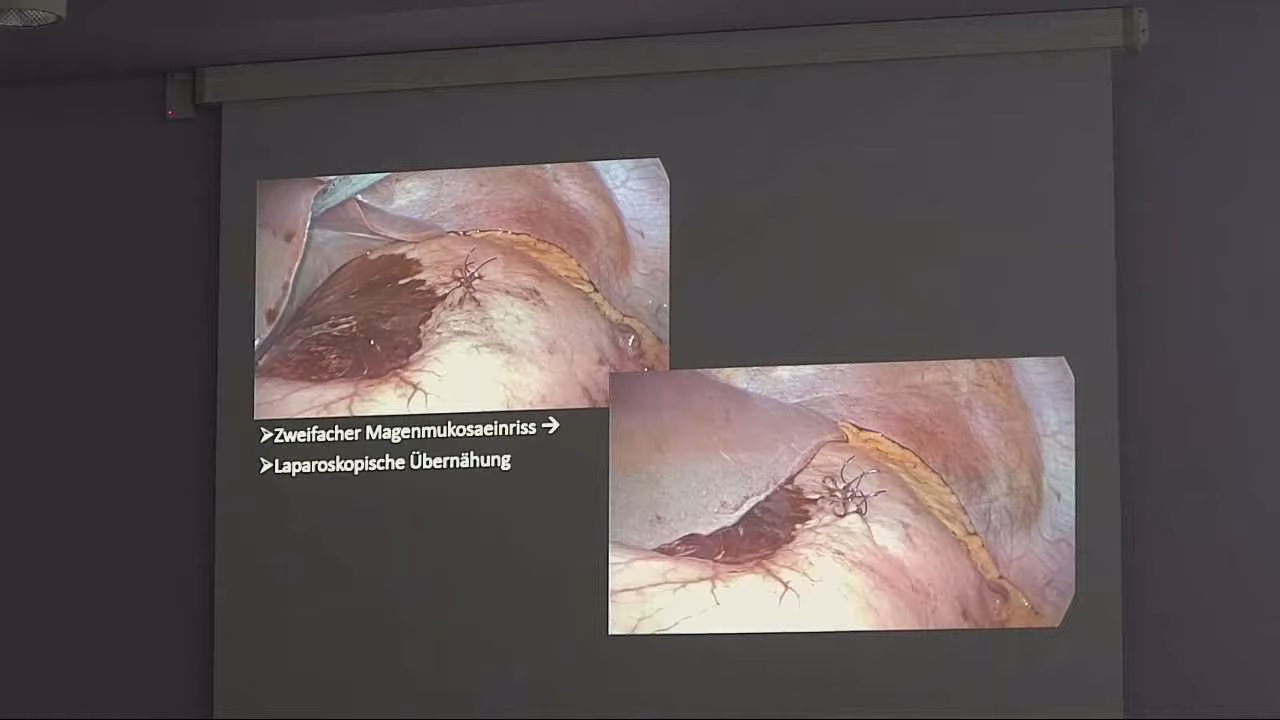 ➢Zweifacher Magenmukosaeinriss →
➢Laparoskopische Übernähung